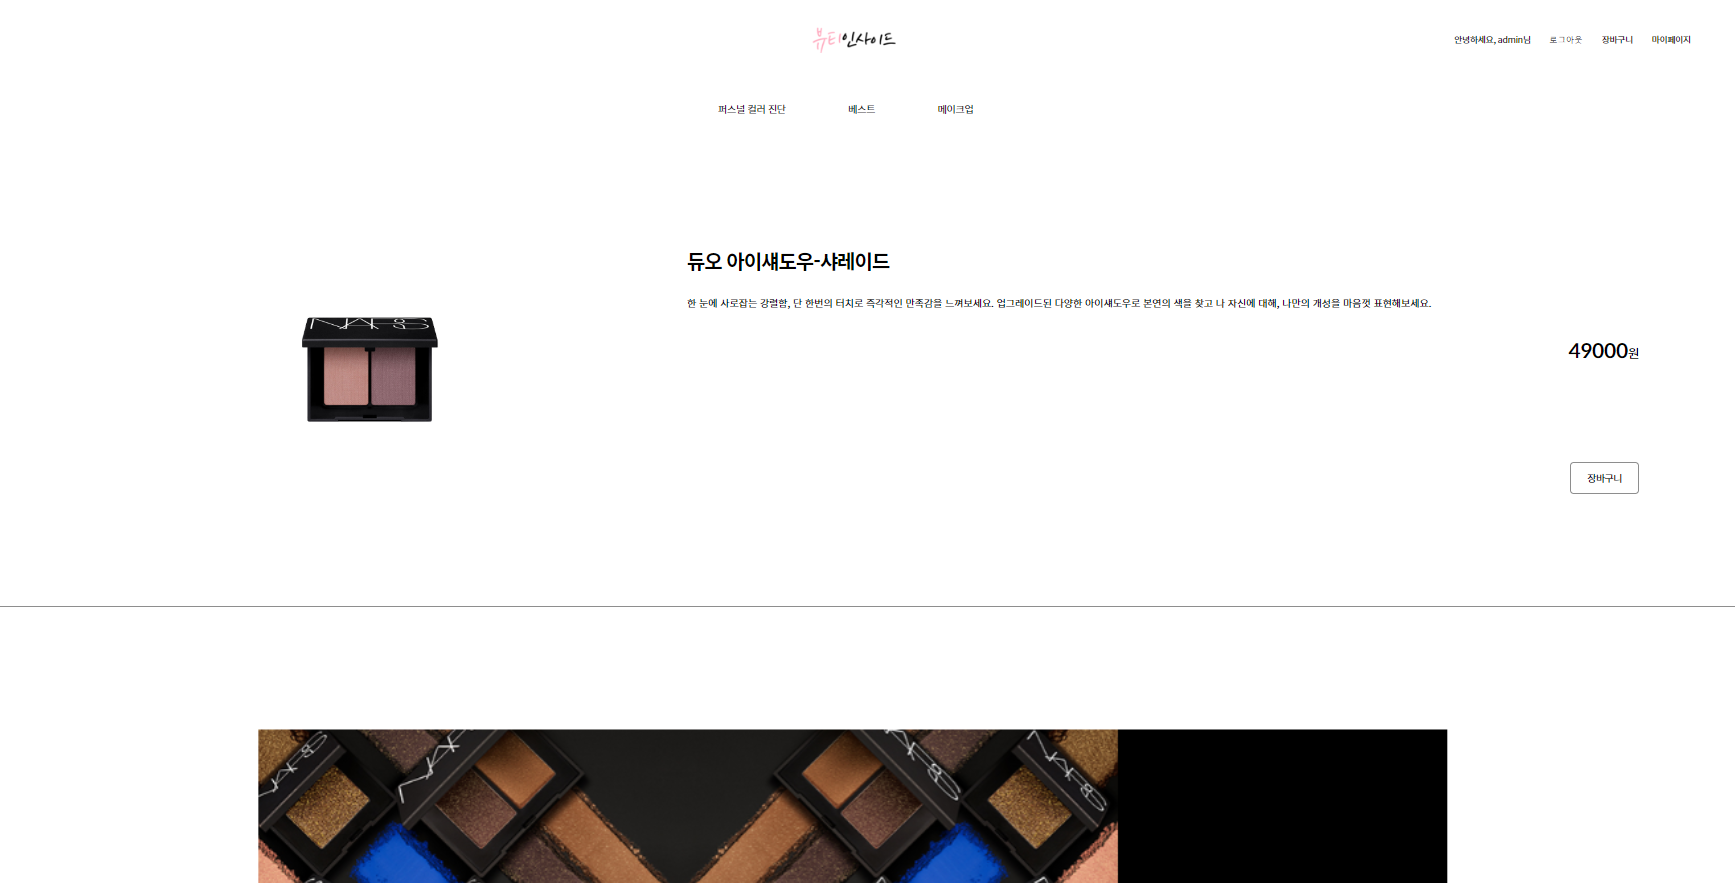 뷰티인사이드
안녕하세요, admin님 로그아웃 장바구니 마이페이지
퍼스널 컬러 진단 베스트 메이크업
듀오 아이섀도우-샤레이드
한 눈에 사로잡는 강렬함, 단 한번의 터치로 즉각적인 만족감을 느껴보세요. 업그레이드된 다양한 아이섀도우로 본연의 색을 찾고 나 자신에 대해, 나만의 개성을 마음껏 표현해보세요.
NARS
49000원
장바구니
NARS
NARS
NARS
NARS